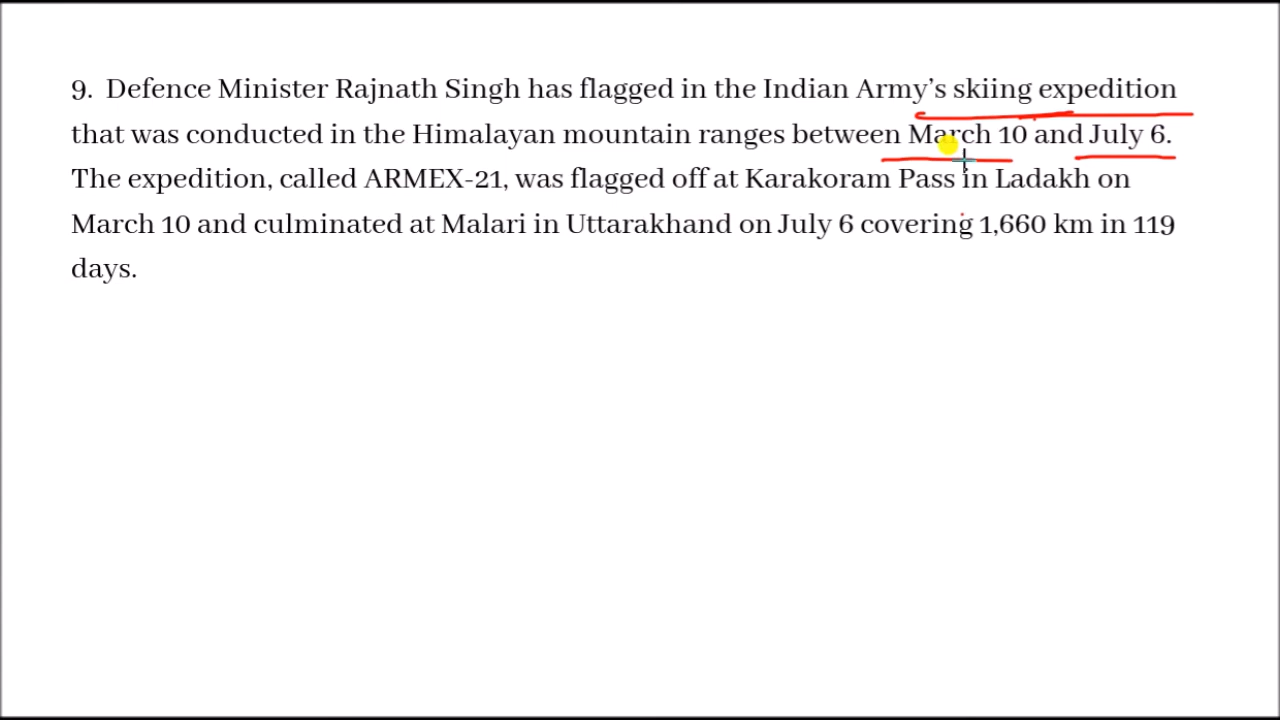 9. Defence Minister Rajnath Singh has flagged in the Indian Army’s skiing expedition
that was conducted in the Himalayan mountain ranges between March 10 and July 6.
The expedition, called ARMEX-21, was flagged off at Karakoram Pass in Ladakh on
March 10 and culminated at Malari in Uttarakhand on July 6 covering 1,660 km in 119
days.